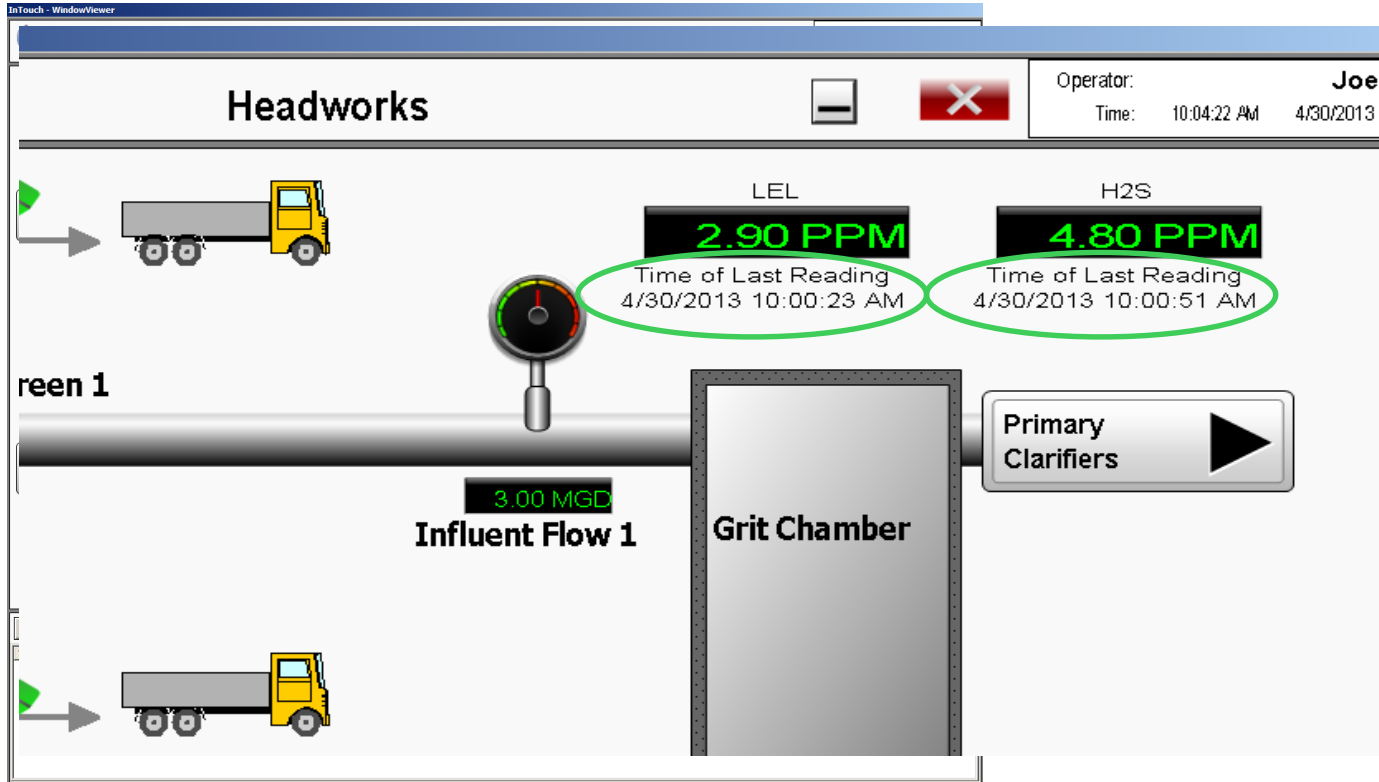 InTouch - WindowViewer
Headworks
Operator: Joe
Time: 10:04:22 AM 4/30/2013
LEL
2.90 PPM
Time of Last Reading
4/30/2013 10:00:23 AM
H2S
4.80 PPM
Time of Last Reading
4/30/2013 10:00:51 AM
reen 1
3.00 MGD
Influent Flow 1
Grit Chamber
Primary
Clarifiers